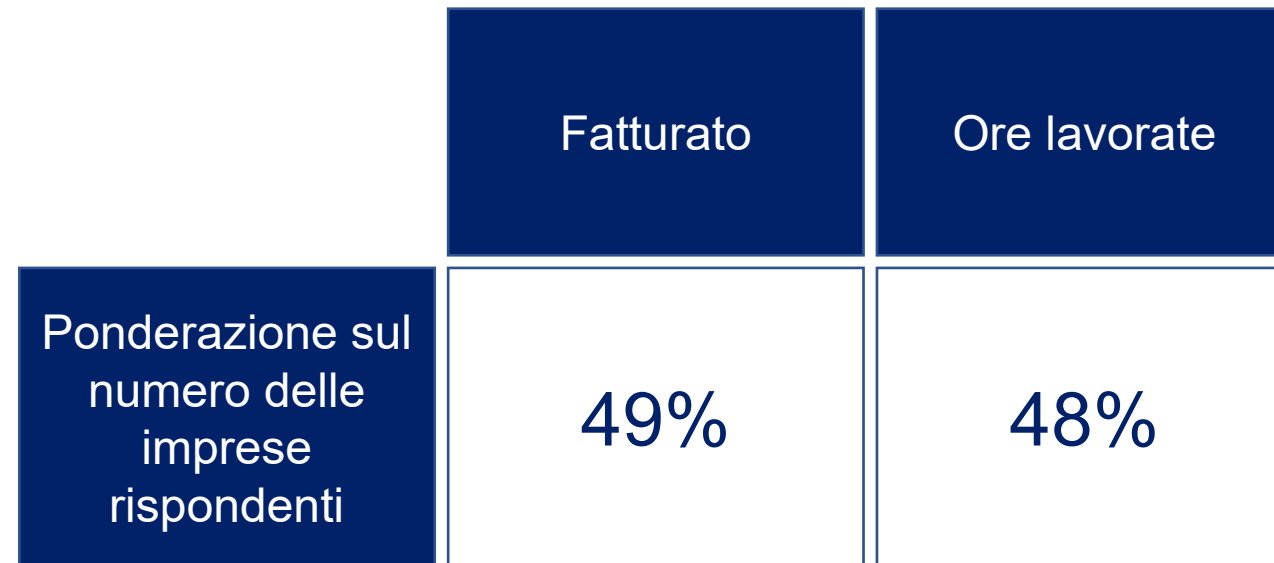 Fatturato
Ore lavorate
Ponderazione sul
numero delle
imprese
rispondenti
49%
48%